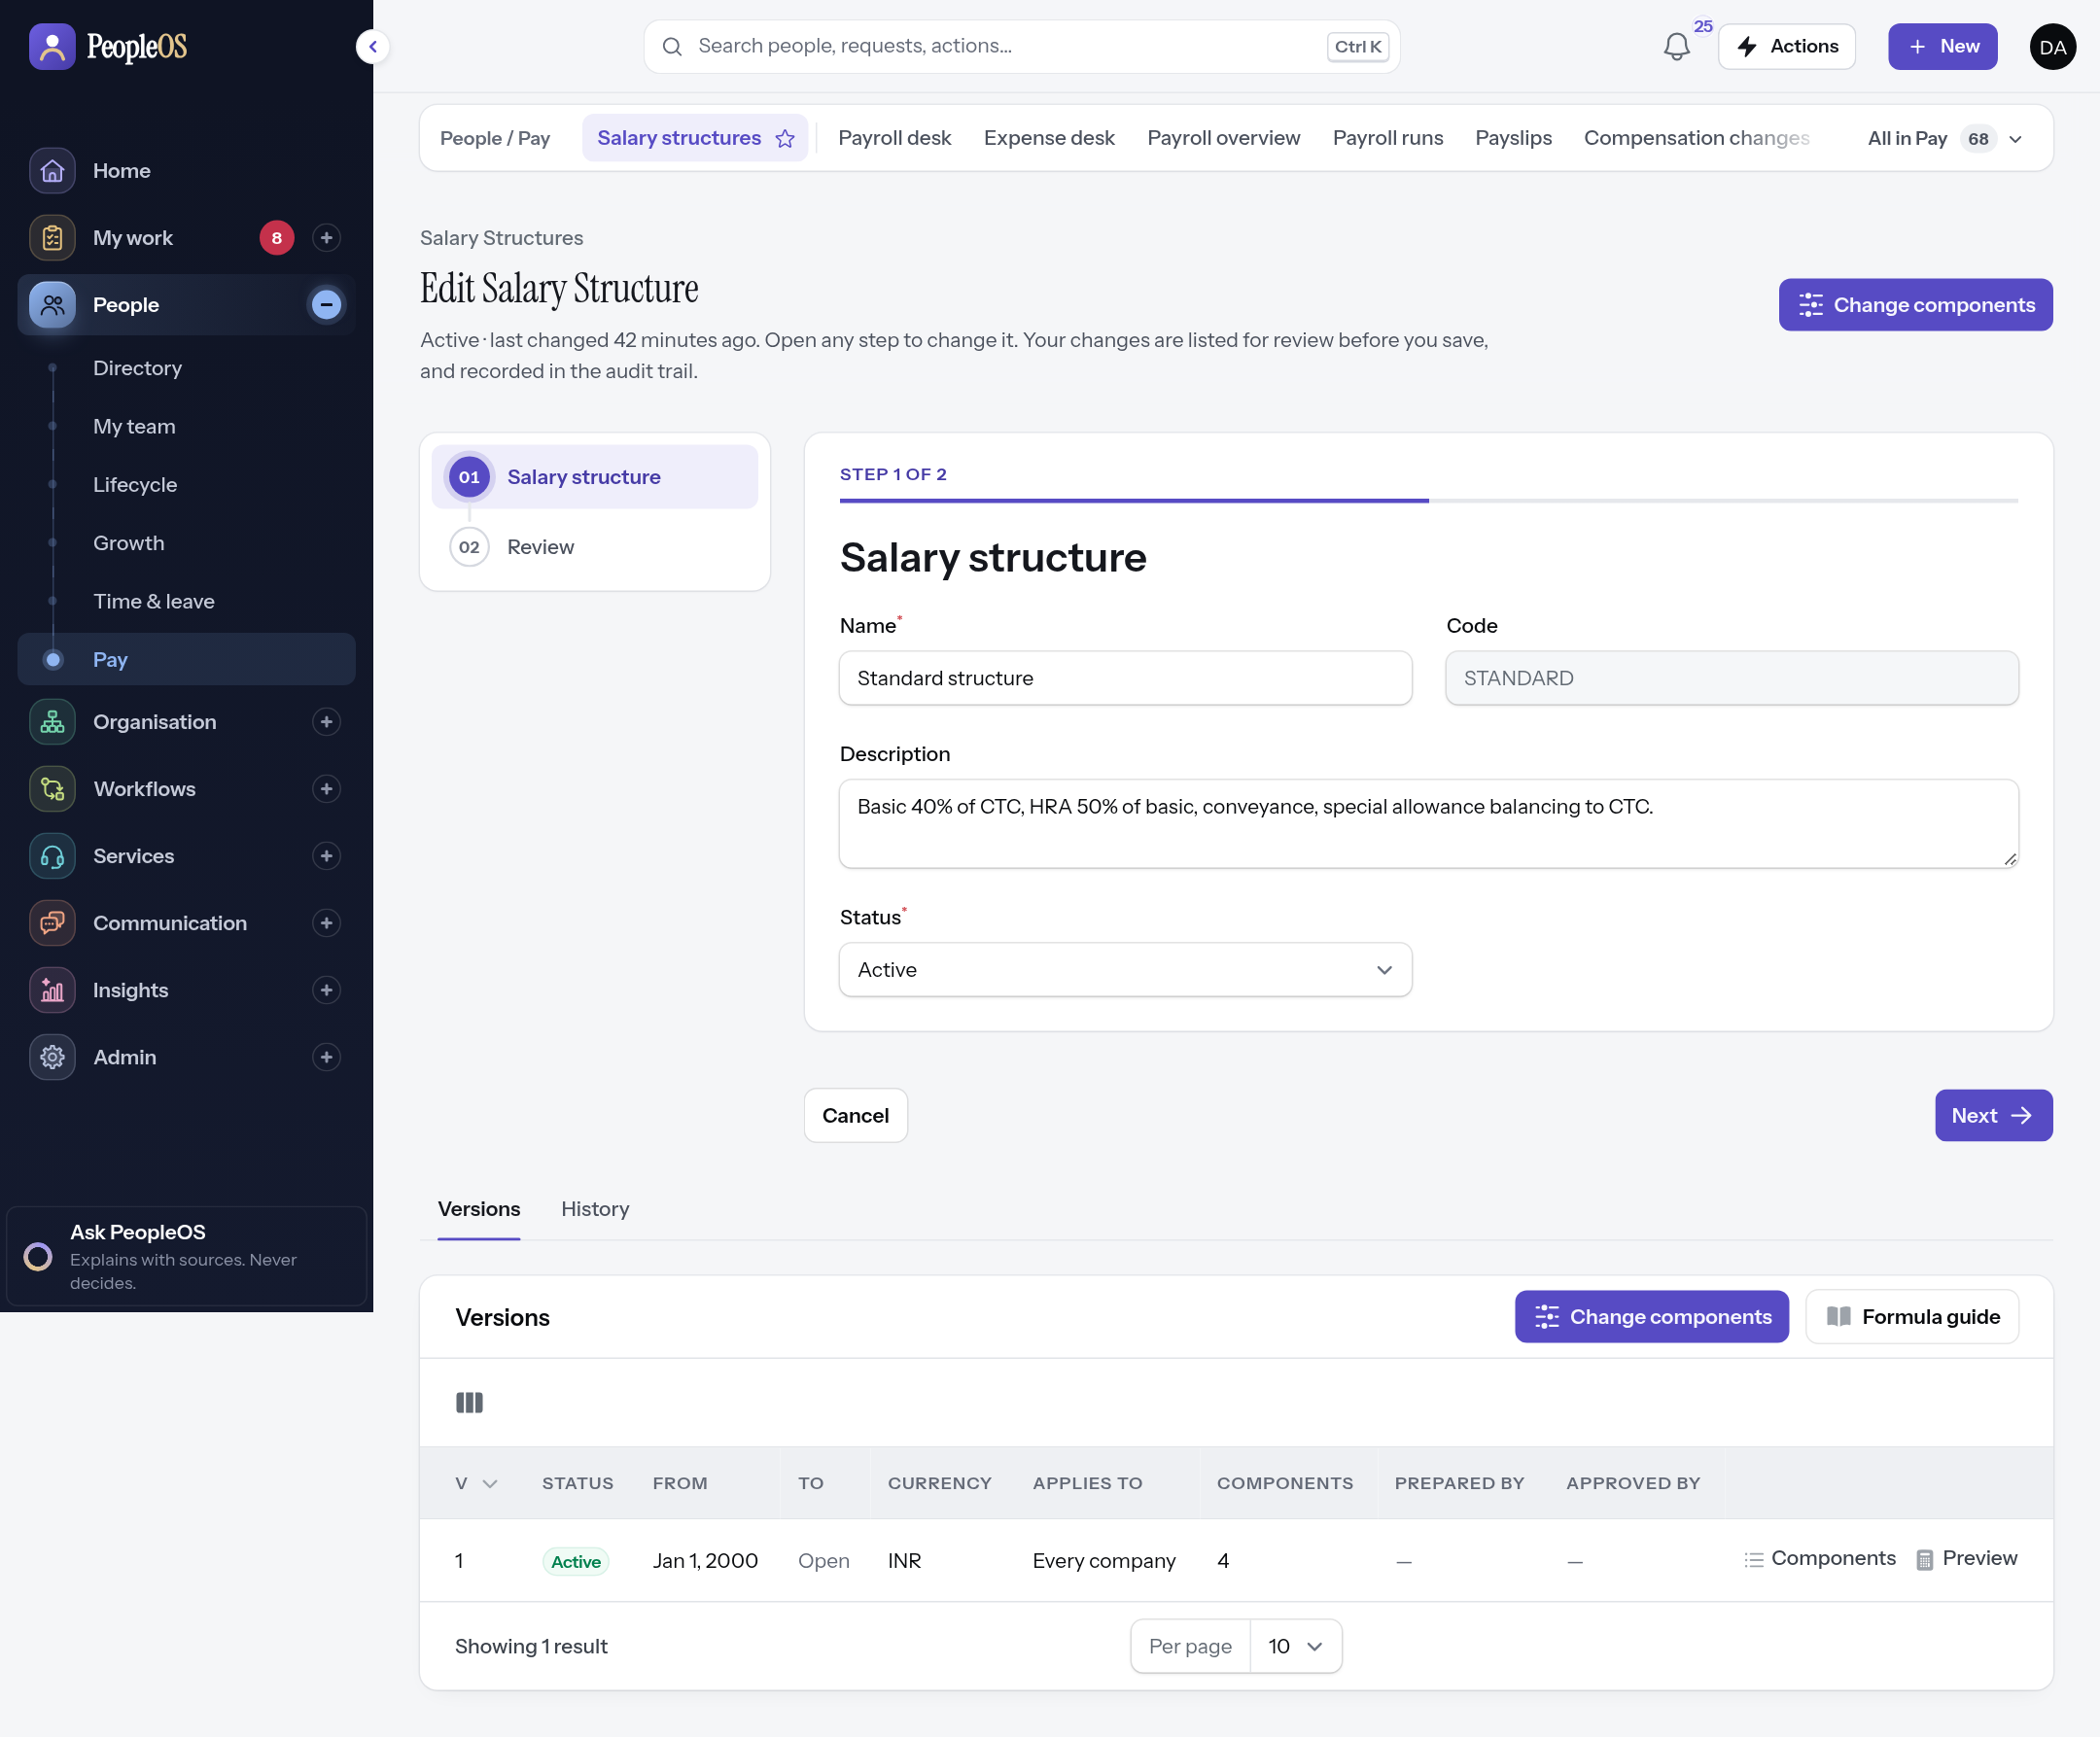 PeopleOS
Search people, requests, actions...
Ctrl K
25
Actions
New
DA
Home
My work
8
People
Directory
My team
Lifecycle
Growth
Time & leave
Pay
Organisation
Workflows
Services
Communication
Insights
Admin
Ask PeopleOS
Explains with sources. Never
decides.
People / Pay
Salary structures
Payroll desk
Expense desk
Payroll overview
Payroll runs
Payslips
Compensation changes
All in Pay 68
Salary Structures
Edit Salary Structure
Active · last changed 42 minutes ago. Open any step to change it. Your changes are listed for review before you save,
and recorded in the audit trail.
Change components
01 Salary structure
02 Review
STEP 1 OF 2
Salary structure
Name*
Code
Standard structure
STANDARD
Description
Basic 40% of CTC, HRA 50% of basic, conveyance, special allowance balancing to CTC.
Status*
Active
Cancel
Next
Versions
History
Versions
Change components
Formula guide
V STATUS FROM TO CURRENCY APPLIES TO COMPONENTS PREPARED BY APPROVED BY
1 Active Jan 1, 2000 Open INR Every company 4 — — Components Preview
Showing 1 result
Per page 10